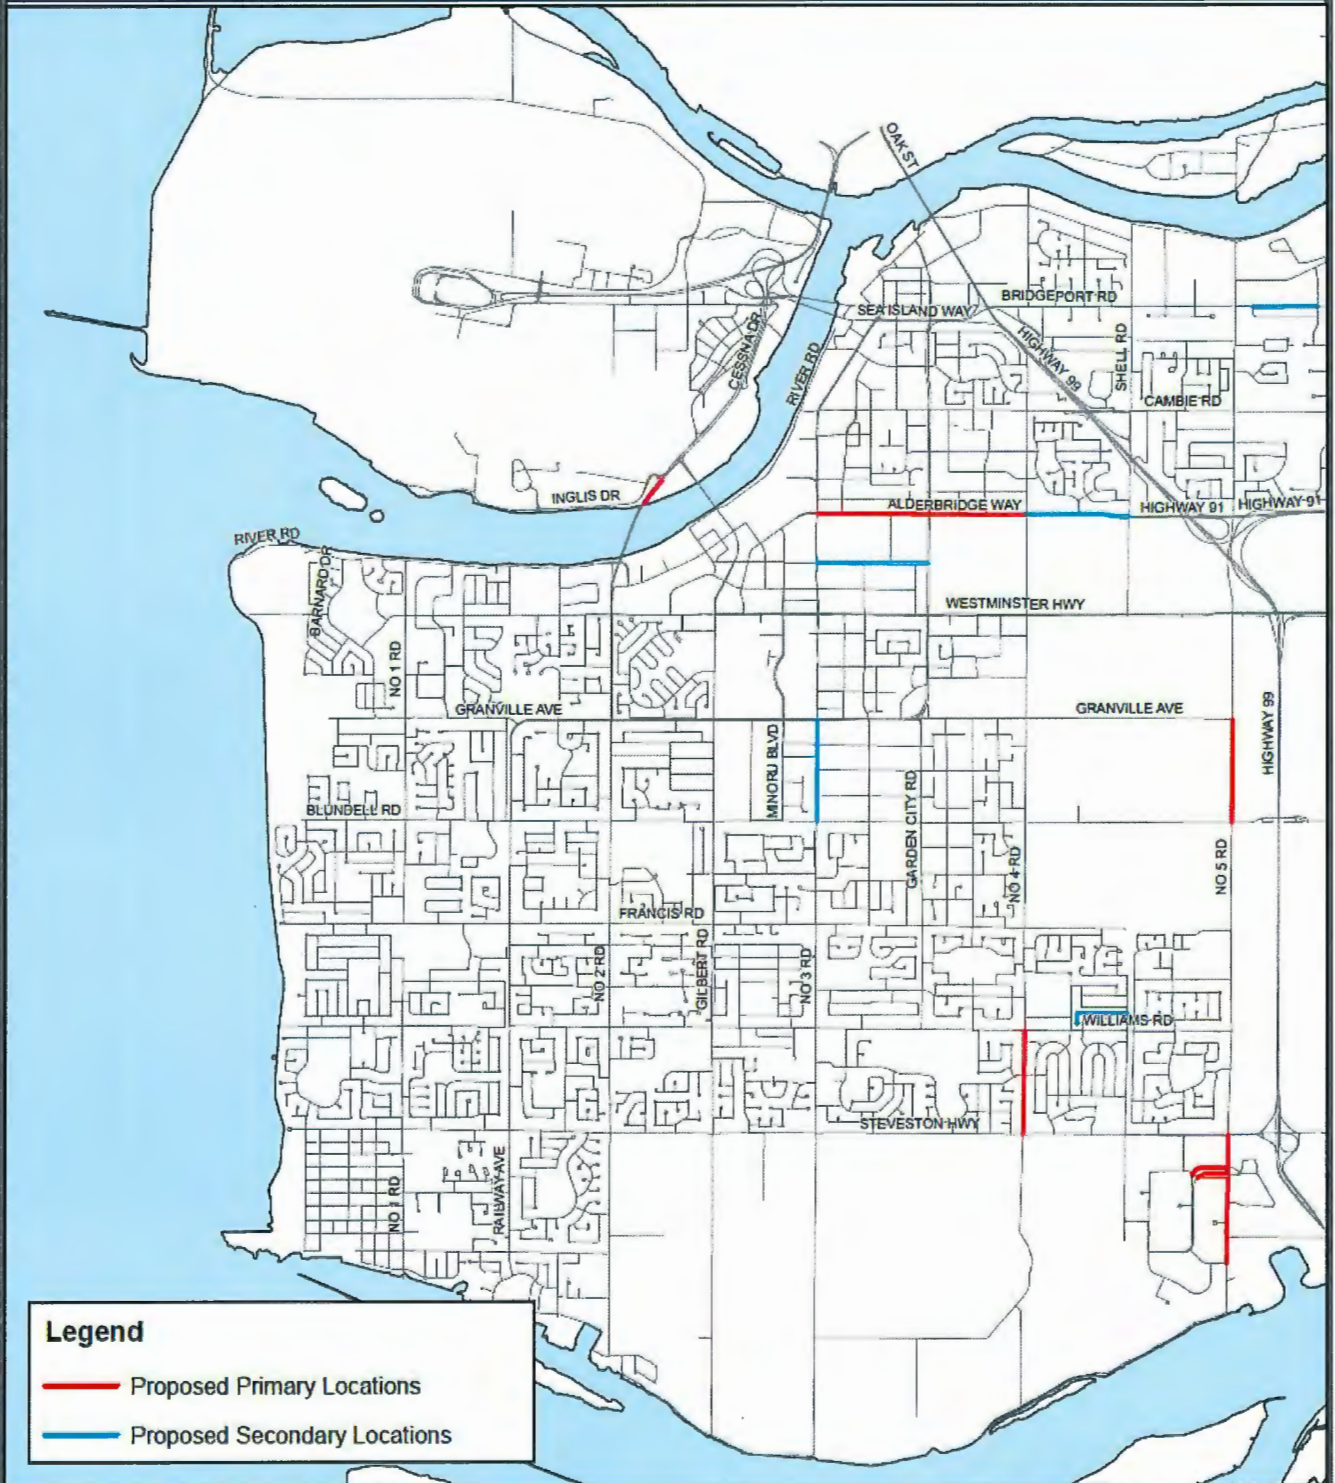 OAK ST
BRIDGEPORT RD
SEA ISLAND WAY
CESSNA DR
RIVER RD
HIGHWAY 99
SHELL RD
CAMBIE RD
INGLIS DR
ALDERBRIDGE WAY
HIGHWAY 91
HIGHWAY 91
RIVER RD
BARNARD DR
WESTMINSTER HWY
NO 1 RD
GRANVILLE AVE
GRANVILLE AVE
HIGHWAY 99
MINORU BLVD
BLUNDELL RD
GARDEN CITY RD
NO 4 RD
NO 5 RD
FRANCIS RD
NO 2 RD
GILBERT RD
NO 3 RD
WILLIAMS RD
STEVESTON HWY
NO 1 RD
RAILWAY AVE
Legend
Proposed Primary Locations
Proposed Secondary Locations